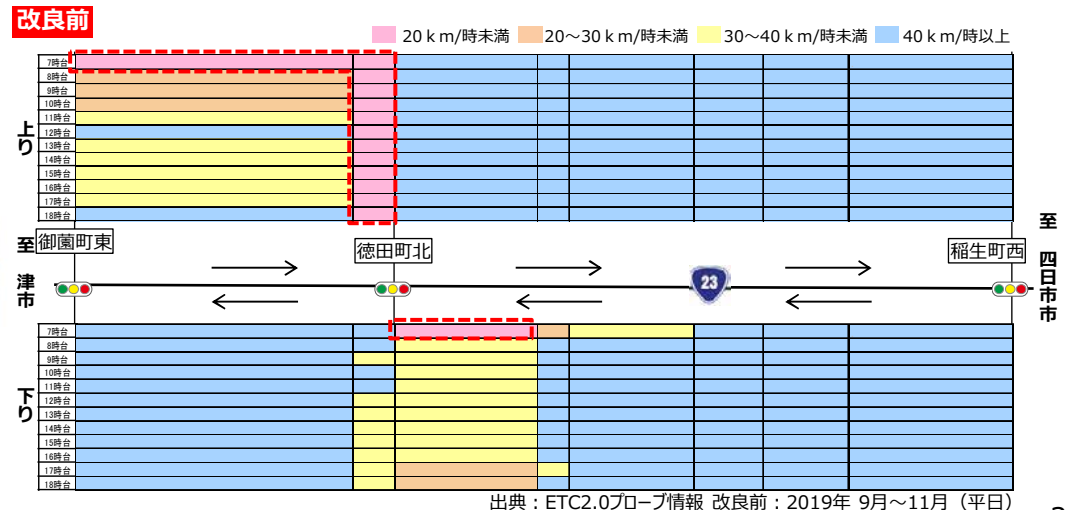 改良前
20ｋm/時未満 20～30ｋm/時未満 30～40ｋm/時未満 40ｋm/時以上
上り
7時台
8時台
9時台
10時台
11時台
12時台
13時台
14時台
15時台
16時台
17時台
18時台
至 津市
御薗町東
徳田町北
稲生町西
至 四日市市
23
下り
7時台
8時台
9時台
10時台
11時台
12時台
13時台
14時台
15時台
16時台
17時台
18時台
出典：ETC2.0プローブ情報 改良前：2019年 9月～11月（平日）